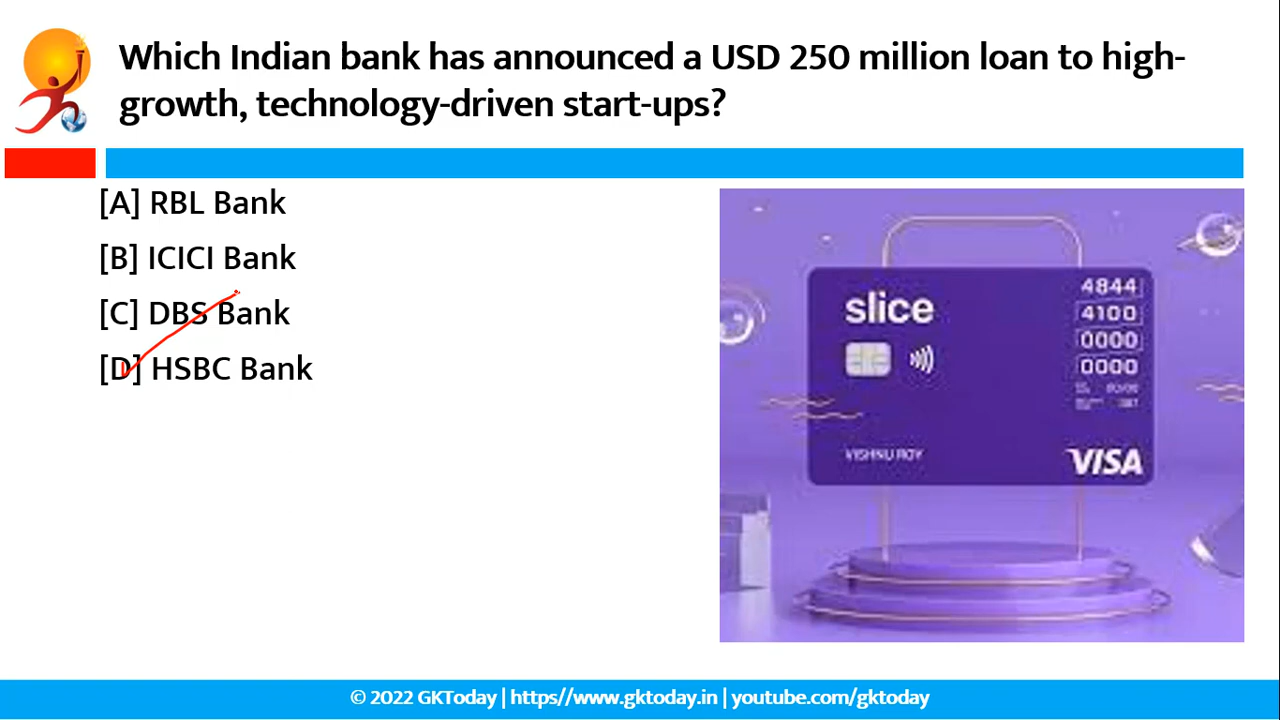 Which Indian bank has announced a USD 250 million loan to high-
growth, technology-driven start-ups?
[A] RBL Bank
[B] ICICI Bank
[C] DBS Bank
[D] HSBC Bank
slice
4844
4100
0000
0000
VISHNU ROY
VISA
© 2022 GKToday | https//www.gktoday.in | youtube.com/gktoday